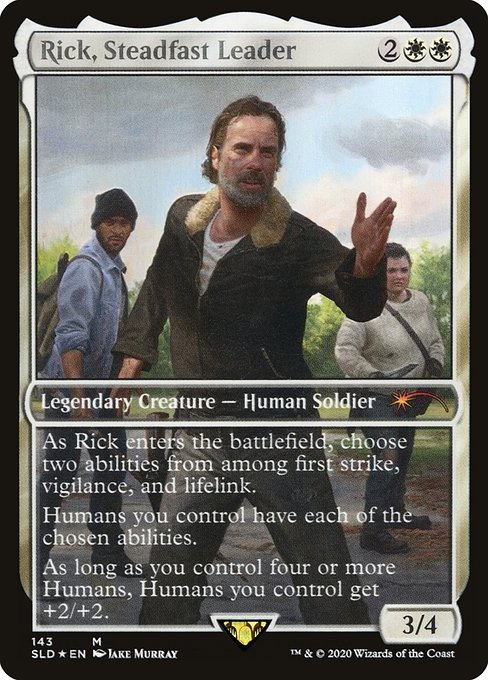 Rick, Steadfast Leader 2
Legendary Creature — Human Soldier
As Rick enters the battlefield, choose
two abilities from among first strike,
vigilance, and lifelink.
Humans you control have each of the
chosen abilities.
As long as you control four or more
Humans, Humans you control get
+2/+2.
3/4
143 M
SLD ★ EN Jake Murray
™ & © 2020 Wizards of the Coast